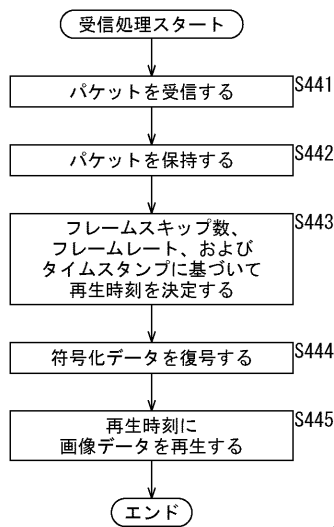 受信処理スタート
S441
パケットを受信する
S442
パケットを保持する
S443
フレームスキップ数、
フレームレート、および
タイムスタンプに基づいて
再生時刻を決定する
S444
符号化データを復号する
S445
再生時刻に
画像データを再生する
エンド